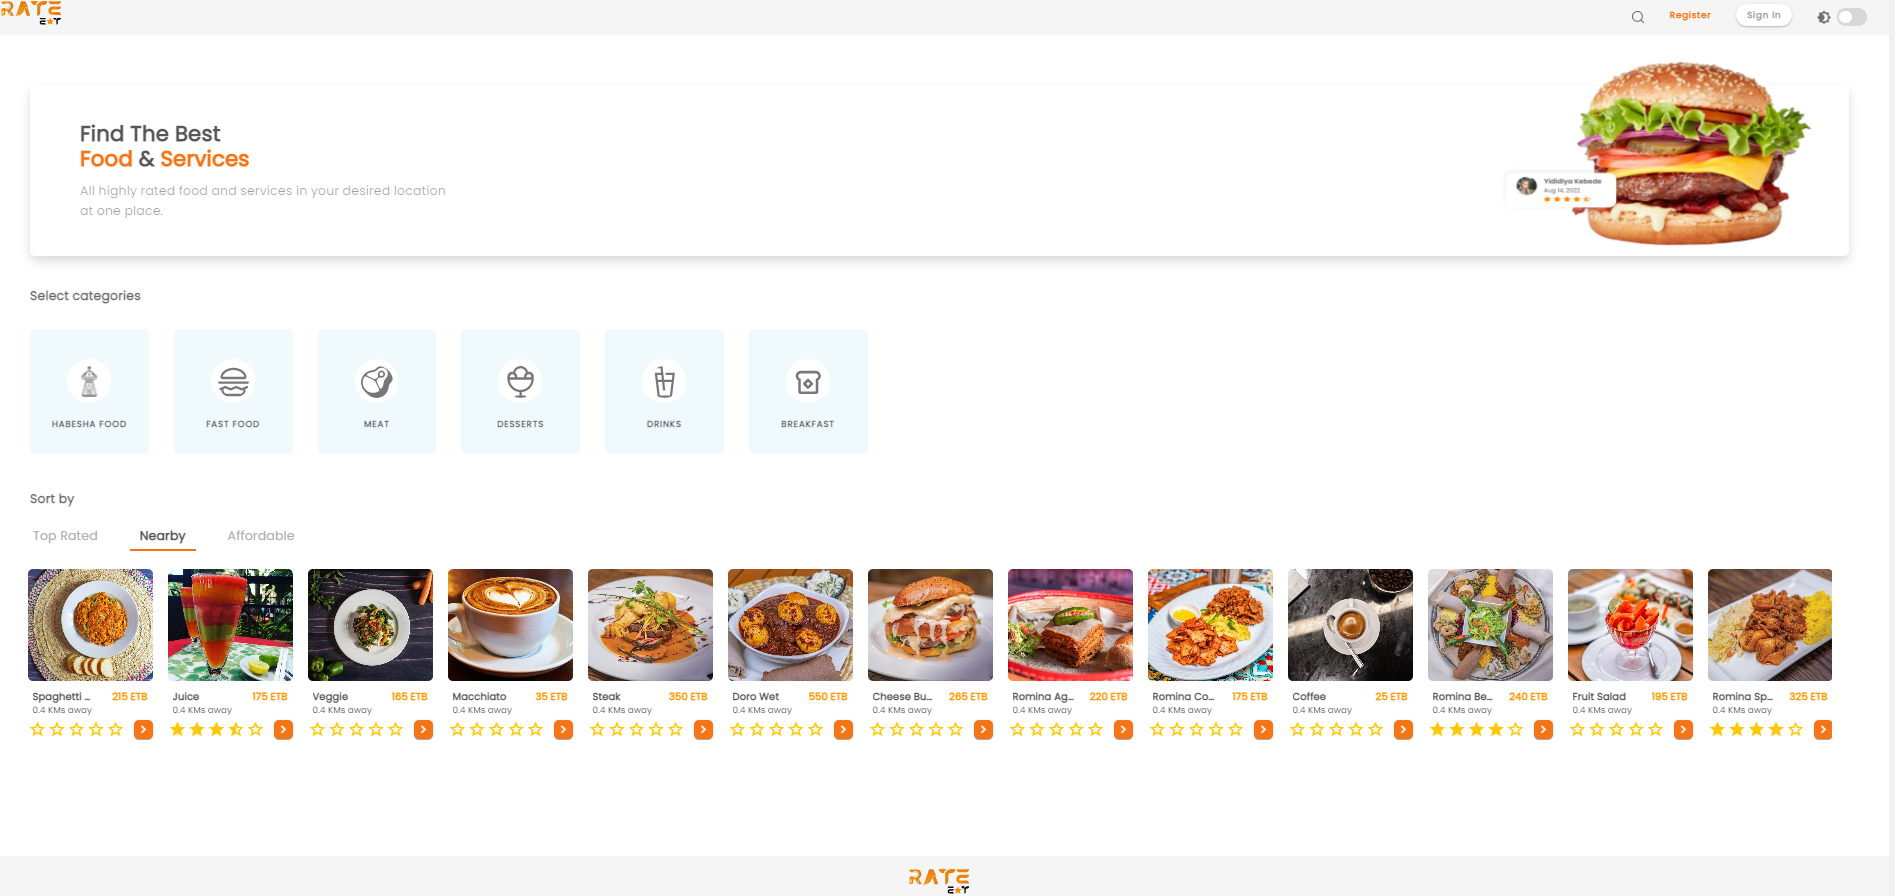 RATE
EAT
Register
Sign In
Find The Best
Food & Services
All highly rated food and services in your desired location
at one place.
Yididiya Kebede
Aug 14, 2022
Select categories
HABESHA FOOD
FAST FOOD
MEAT
DESSERTS
DRINKS
BREAKFAST
Sort by
Top Rated
Nearby
Affordable
Spaghetti ... 215 ETB
0.4 KMs away
Juice 175 ETB
0.4 KMs away
Veggie 165 ETB
0.4 KMs away
Macchiato 35 ETB
0.4 KMs away
Steak 350 ETB
0.4 KMs away
Doro Wet 550 ETB
0.4 KMs away
Cheese Bu... 265 ETB
0.4 KMs away
Romina Ag... 220 ETB
0.4 KMs away
Romina Co... 175 ETB
0.4 KMs away
Coffee 25 ETB
0.4 KMs away
Romina Be... 240 ETB
0.4 KMs away
Fruit Salad 195 ETB
0.4 KMs away
Romina Sp... 325 ETB
0.4 KMs away
RATE
EAT